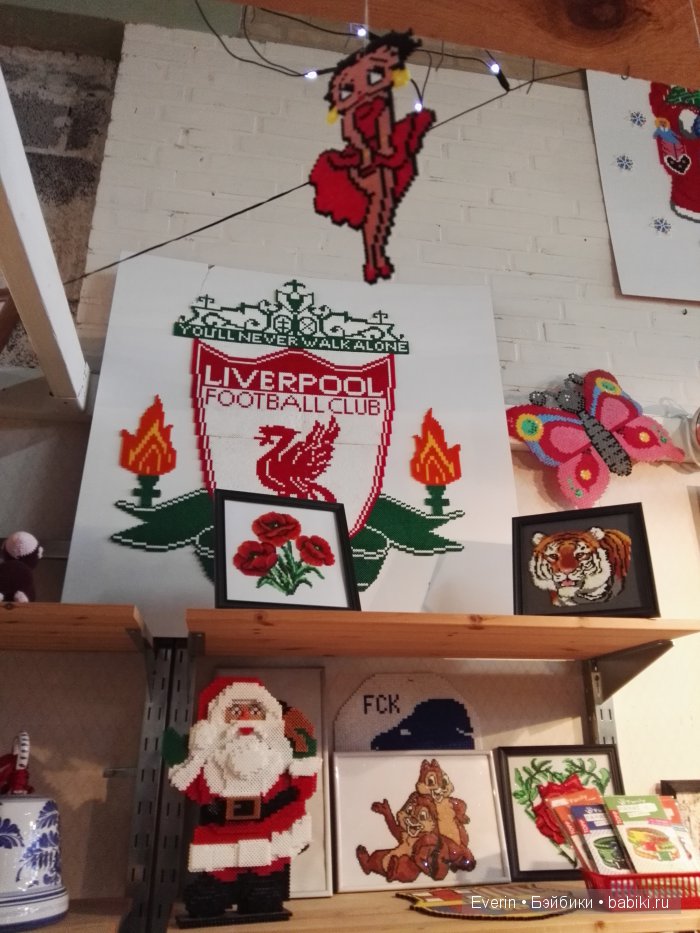 YOU'LL NEVER WALK ALONE
LIVERPOOL
FOOTBALL CLUB
FCK
Everin • Бэйбики • babiki.ru